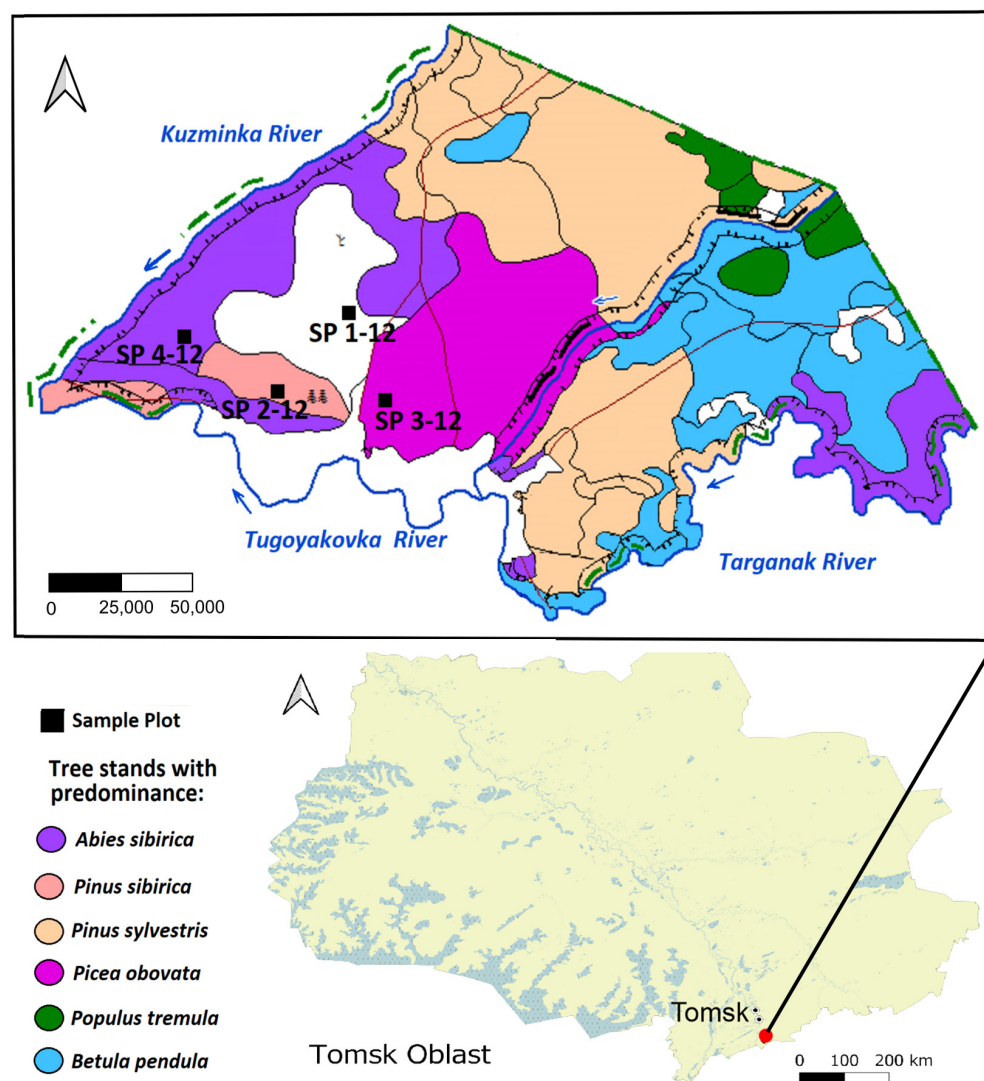 Kuzminka River
SP 1-12
SP 4-12
SP 2-12
SP 3-12
Tugoyakovka River
Targanak River
0 25,000 50,000
Sample Plot
Tree stands with
predominance:
Abies sibirica
Pinus sibirica
Pinus sylvestris
Picea obovata
Populus tremula
Betula pendula
Tomsk
Tomsk Oblast
0 100 200 km